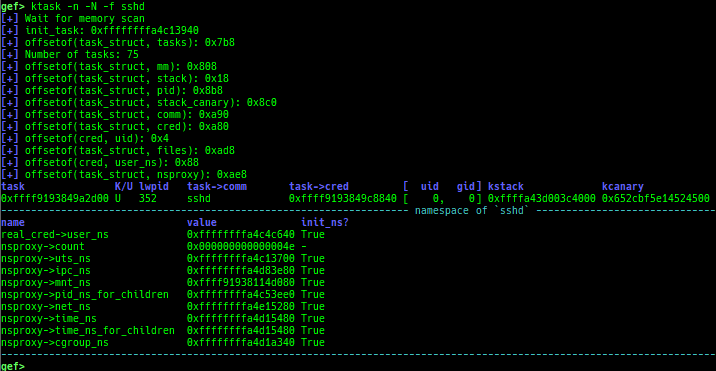 gef> ktask -n -N -f sshd
[+] Wait for memory scan
[+] init_task: 0xffffffffa4c13940
[+] offsetof(task_struct, tasks): 0x7b8
[+] Number of tasks: 75
[+] offsetof(task_struct, mm): 0x808
[+] offsetof(task_struct, stack): 0x18
[+] offsetof(task_struct, pid): 0x8b8
[+] offsetof(task_struct, stack_canary): 0x8c0
[+] offsetof(task_struct, comm): 0xa90
[+] offsetof(task_struct, cred): 0xa80
[+] offsetof(cred, uid): 0x4
[+] offsetof(task_struct, files): 0xad8
[+] offsetof(cred, user_ns): 0x88
[+] offsetof(task_struct, nsproxy): 0xae8
task K/U lwpid task->comm task->cred [ uid gid] kstack kcanary
0xffff9193849a2d00 U 352 sshd 0xffff9193849c8840 [ 0, 0] 0xffffa43d003c4000 0x652cbf5e14524500
namespace of `sshd`
name value init_ns?
real_cred->user_ns 0xffffffffa4c4c640 True
nsproxy->count 0x000000000000004e -
nsproxy->uts_ns 0xffffffffa4c13700 True
nsproxy->ipc_ns 0xffffffffa4d83e80 True
nsproxy->mnt_ns 0xffff91938114d080 True
nsproxy->pid_ns_for_children 0xffffffffa4c53ee0 True
nsproxy->net_ns 0xffffffffa4e15280 True
nsproxy->time_ns 0xffffffffa4d15480 True
nsproxy->time_ns_for_children 0xffffffffa4d15480 True
nsproxy->cgroup_ns 0xffffffffa4d1a340 True
gef>